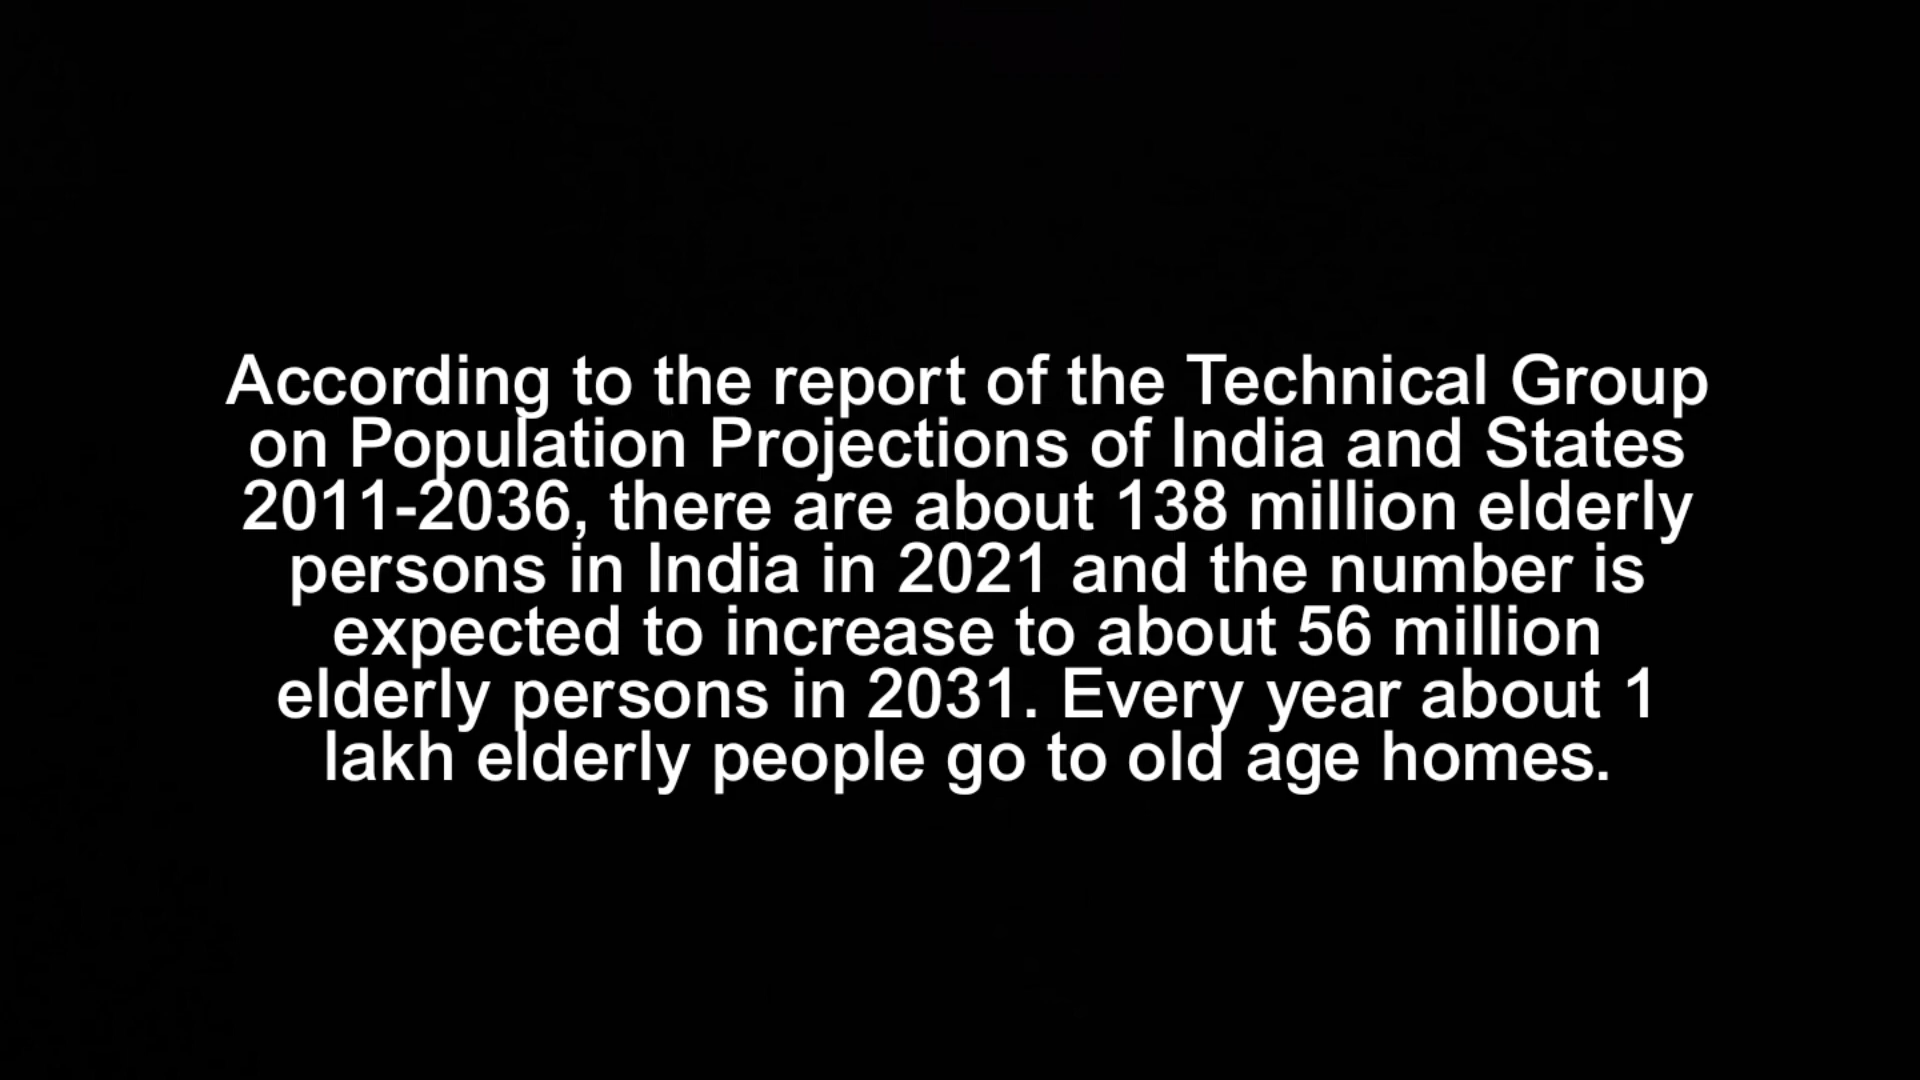 According to the report of the Technical Group
on Population Projections of India and States
2011-2036, there are about 138 million elderly
persons in India in 2021 and the number is
expected to increase to about 56 million
elderly persons in 2031. Every year about 1
lakh elderly people go to old age homes.